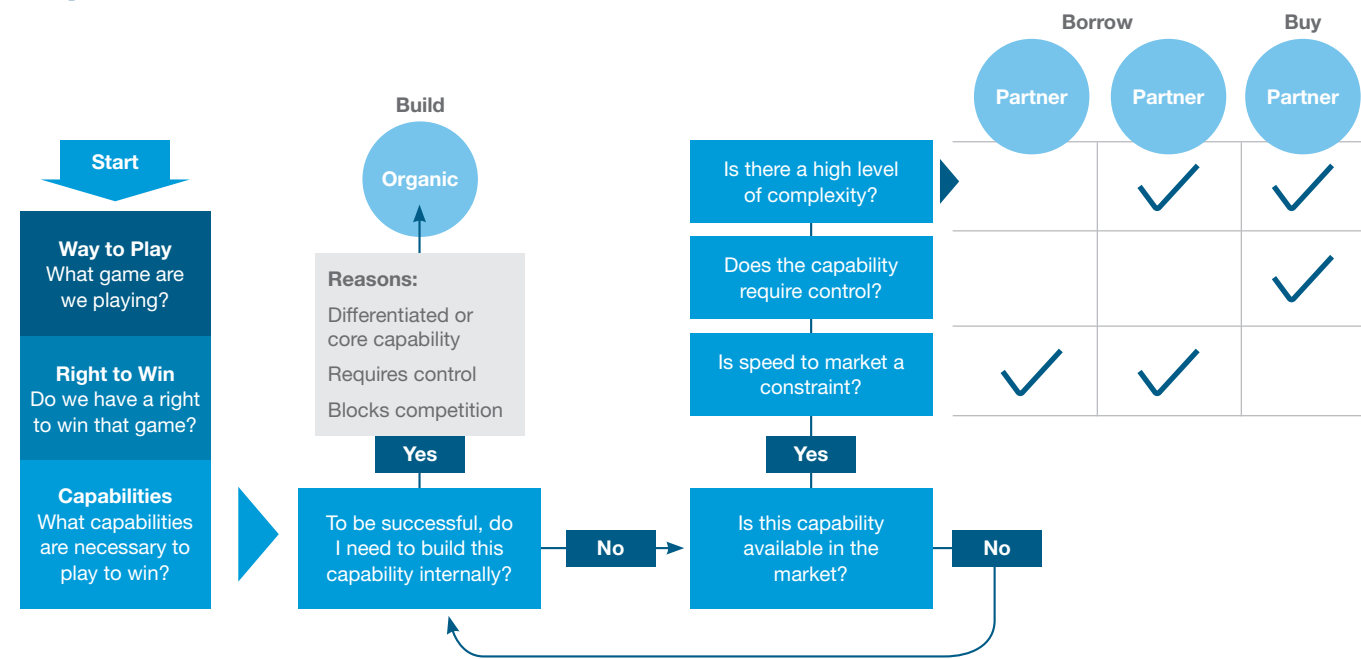 Start
Way to Play
What game are
we playing?
Right to Win
Do we have a right
to win that game?
Capabilities
What capabilities
are necessary to
play to win?
Build
Organic
Reasons:
Differentiated or
core capability
Requires control
Blocks competition
Yes
To be successful, do
I need to build this
capability internally?
No
Is there a high level
of complexity?
Does the capability
require control?
Is speed to market a
constraint?
Yes
Is this capability
available in the
market?
No
Borrow
Buy
Partner
Partner
Partner